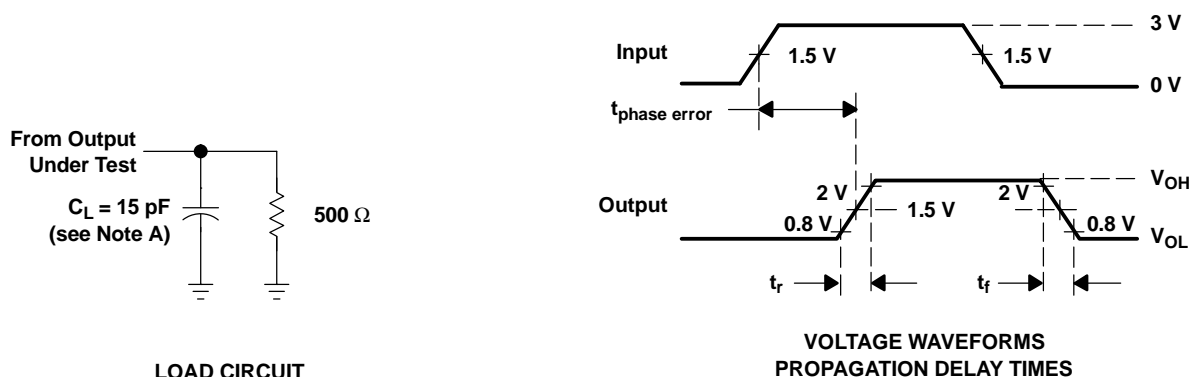 From Output
Under Test
CL = 15 pF
(see Note A)
500 Ω
LOAD CIRCUIT
Input
1.5 V
1.5 V
3 V
0 V
tphase error
Output
2 V
0.8 V
1.5 V
2 V
0.8 V
VOH
VOL
tr
tf
VOLTAGE WAVEFORMS
PROPAGATION DELAY TIMES